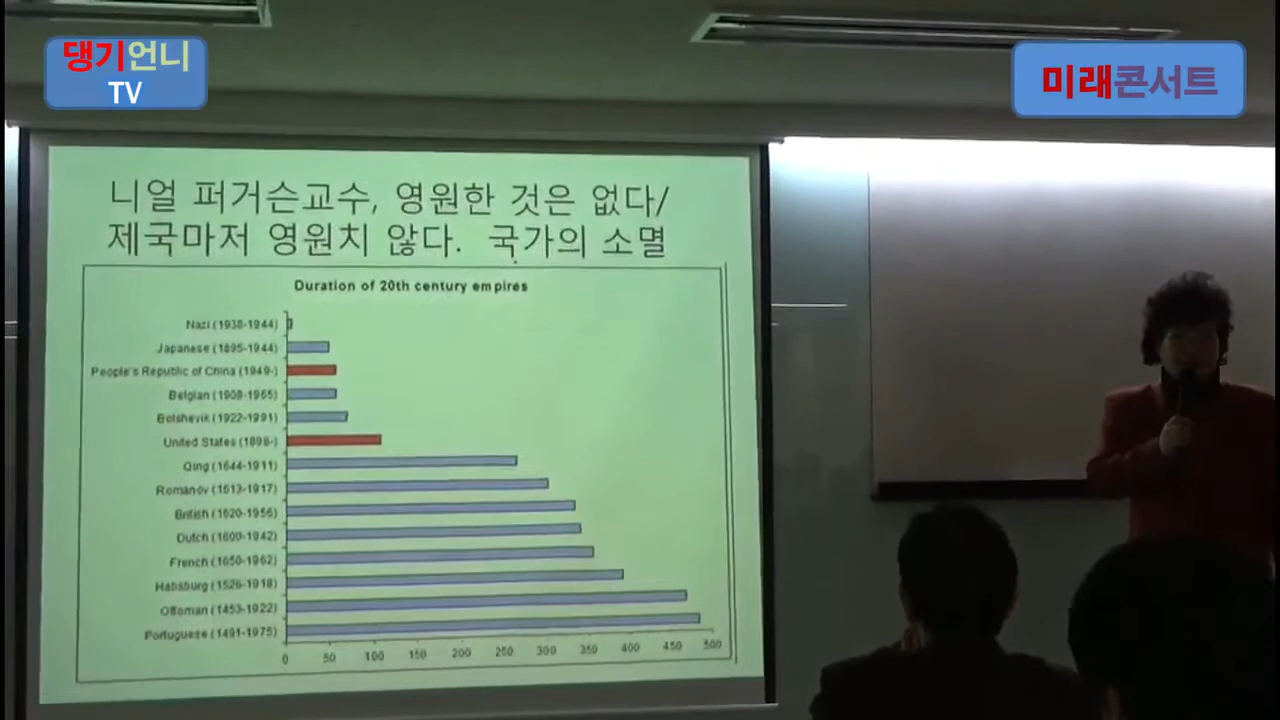 댕기언니
TV
미래콘서트
니얼 퍼거슨교수, 영원한 것은 없다/
제국마저 영원치 않다. 국가의 소멸
Duration of 20th century empires
Nazi (1938-1944)
Japanese (1895-1944)
People's Republic of China (1949-)
Belgian (1908-1965)
Bolshevik (1922-1991)
United States (1898-)
Qing (1644-1911)
Romanov (1613-1917)
British (1620-1956)
Dutch (1600-1942)
French (1650-1962)
Habsburg (1526-1918)
Ottoman (1453-1922)
Portuguese (1491-1975)
0 50 100 150 200 250 300 350 400 450 500